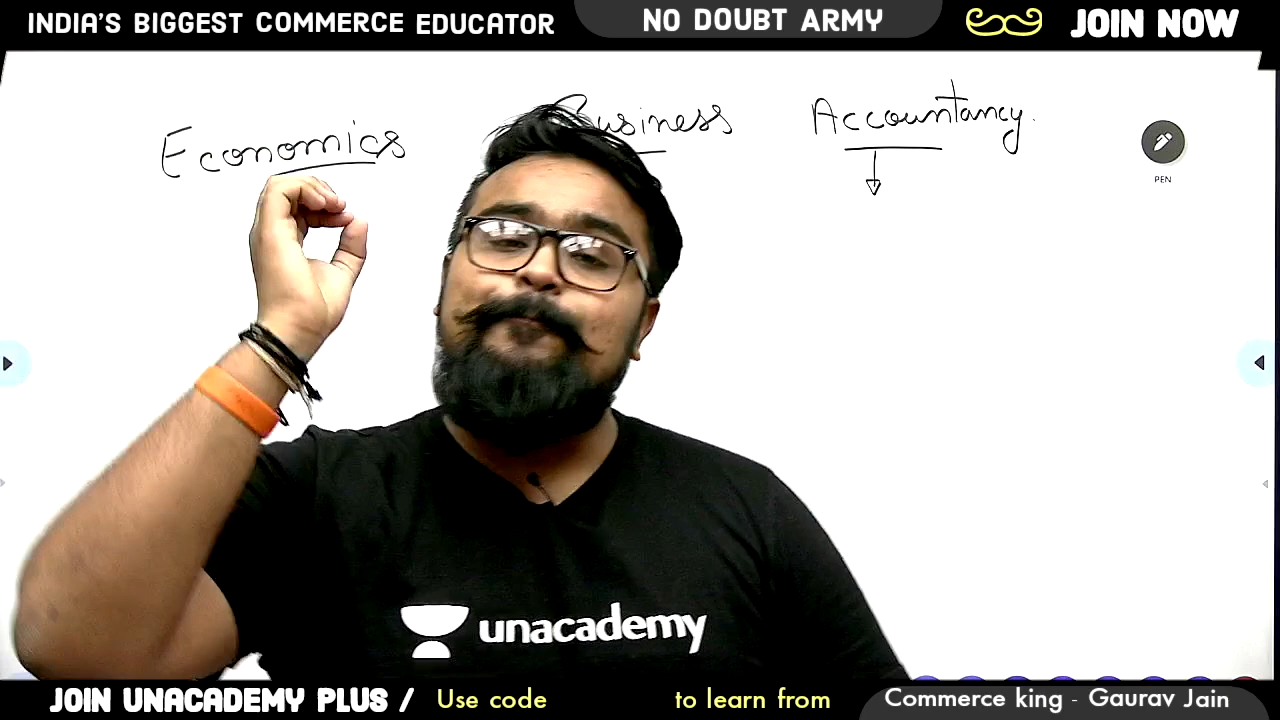 INDIA'S BIGGEST COMMERCE EDUCATOR NO DOUBT ARMY JOIN NOW
Economics Business Accountancy.
PEN
unacademy
JOIN UNACADEMY PLUS / Use code to learn from Commerce king - Gaurav Jain